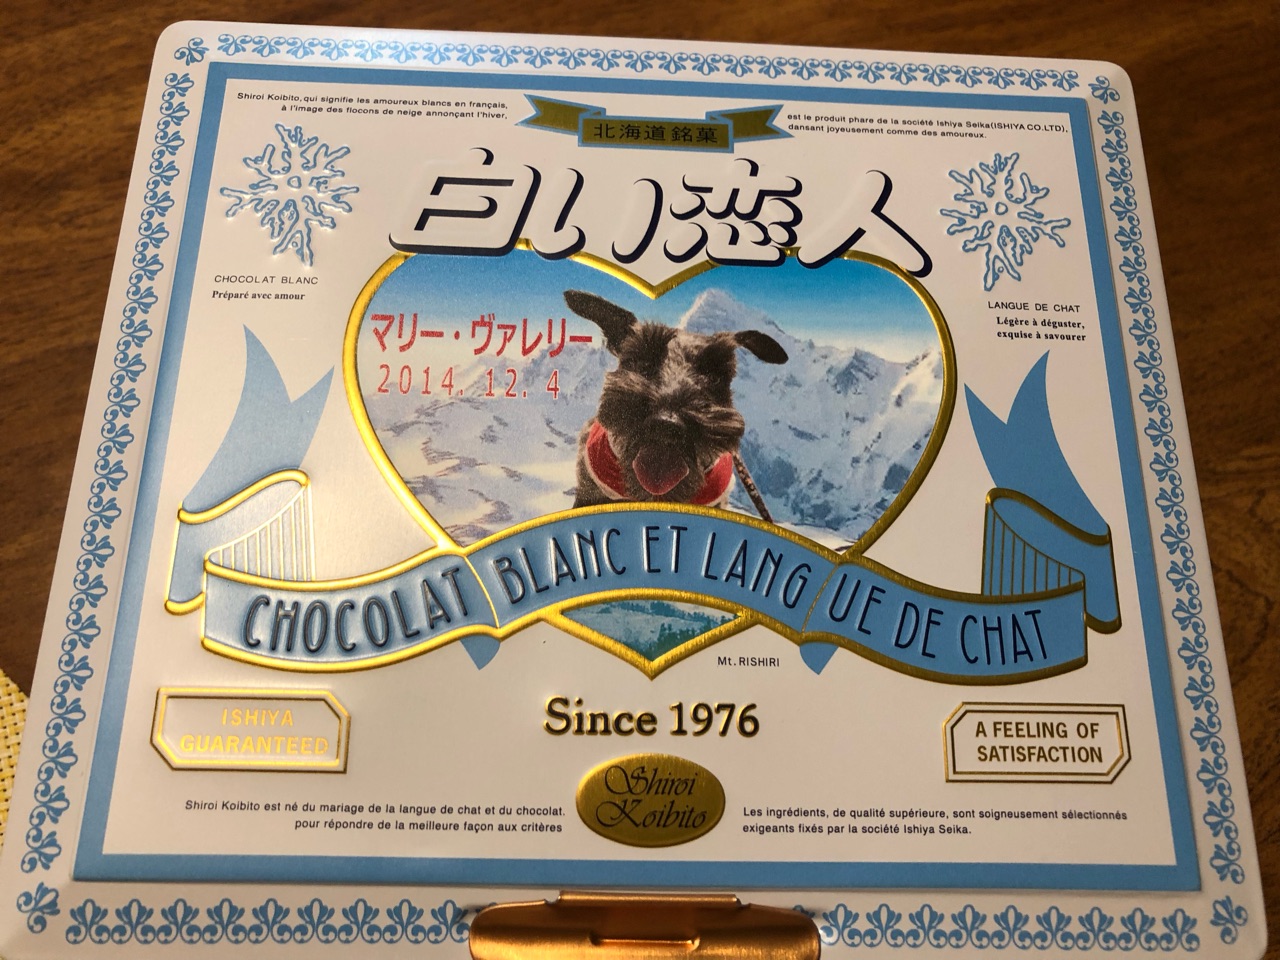 Shiroi Koibito, qui signifie les amoureux blancs en français,
à l'image des flocons de neige annonçant l'hiver,
北海道銘菓
est le produit phare de la société Ishiya Seika(ISHIYA CO.LTD),
dansant joyeusement comme des amoureux.
白い恋人
CHOCOLAT BLANC
Préparé avec amour
LANGUE DE CHAT
Légère à déguster,
exquise à savourer
マリー・ヴァレリー
2014. 12. 4
CHOCOLAT BLANC ET LANGUE DE CHAT
Mt. RISHIRI
Since 1976
ISHIYA
GUARANTEED
A FEELING OF
SATISFACTION
Shiroi
Koibito
Shiroi Koibito est né du mariage de la langue de chat et du chocolat.
pour répondre de la meilleure façon aux critères
Les ingrédients, de qualité supérieure, sont soigneusement sélectionnés
exigeants fixés par la société Ishiya Seika.